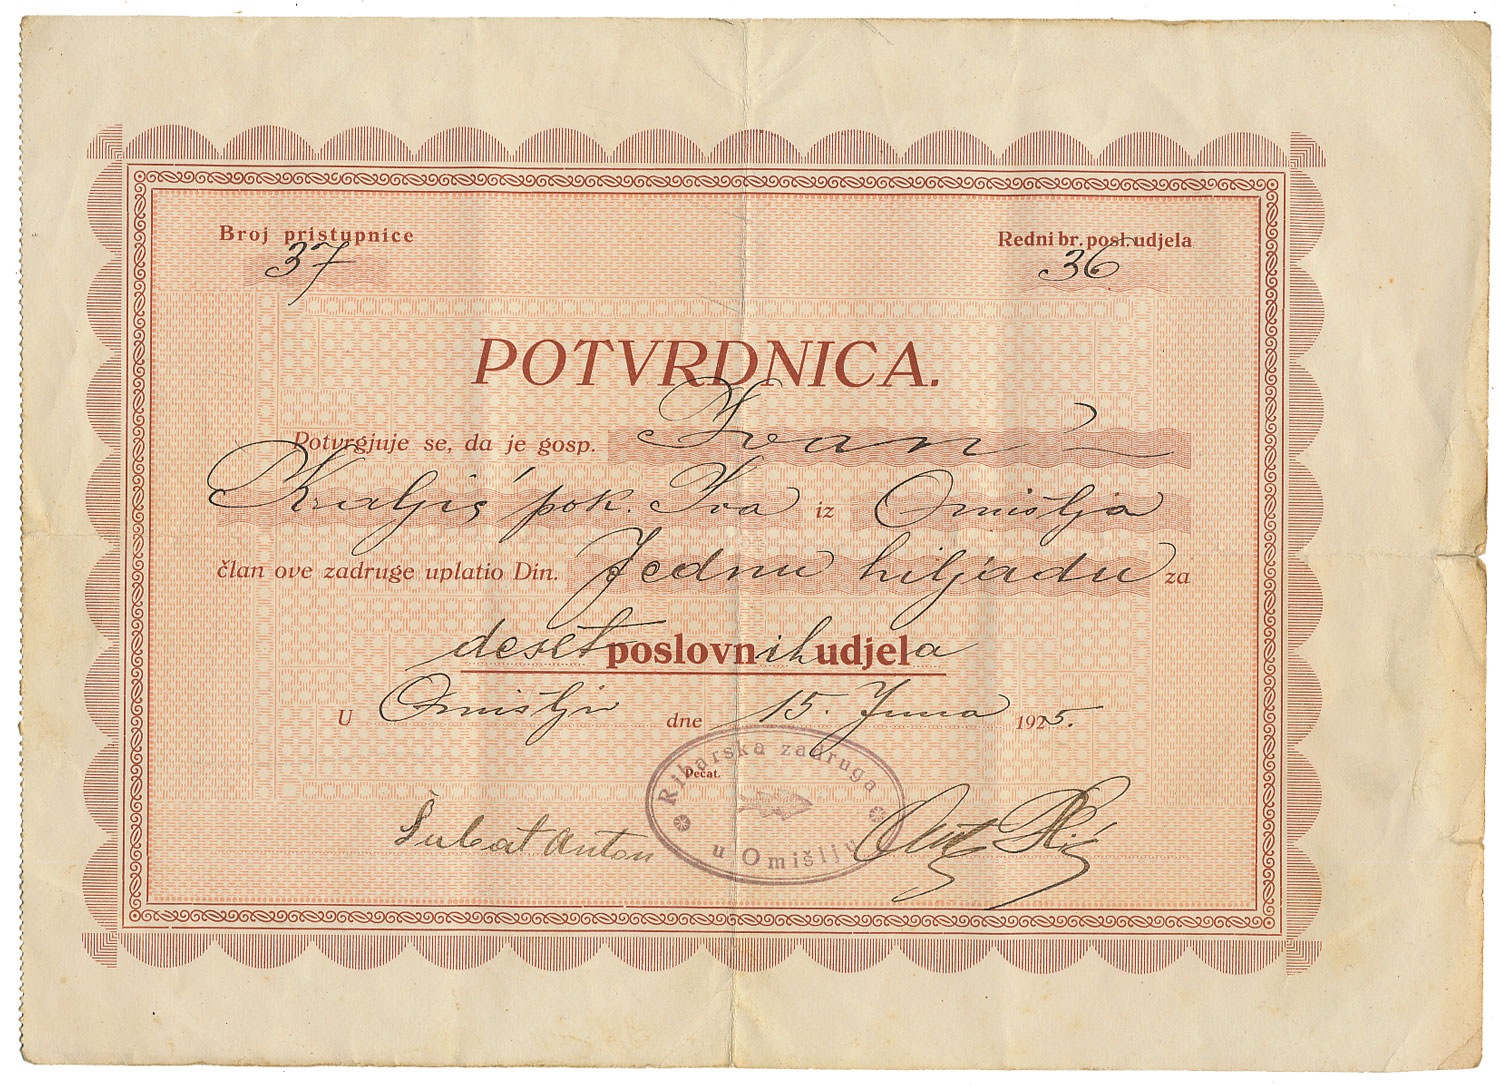 Broj pristupnice
37
Redni br. posl. udjela
36
POTVRDNICA.
Potvrgjuje se, da je gosp. Ivan
Kraljić pok. Iva iz Omišlja
član ove zadruge uplatio Din. Jednu hiljadu za
deset poslovnih udjela
U Omišlju dne 15. Juna 1925.
Pečat.
Ribarska zadruga
u Omišlju
Šubat Anton
Ant